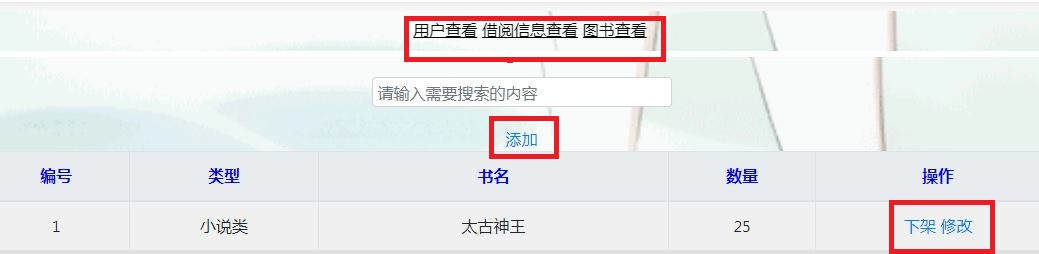 用户查看 借阅信息查看 图书查看
请输入需要搜索的内容
添加
编号 类型 书名 数量 操作
1 小说类 太古神王 25 下架 修改